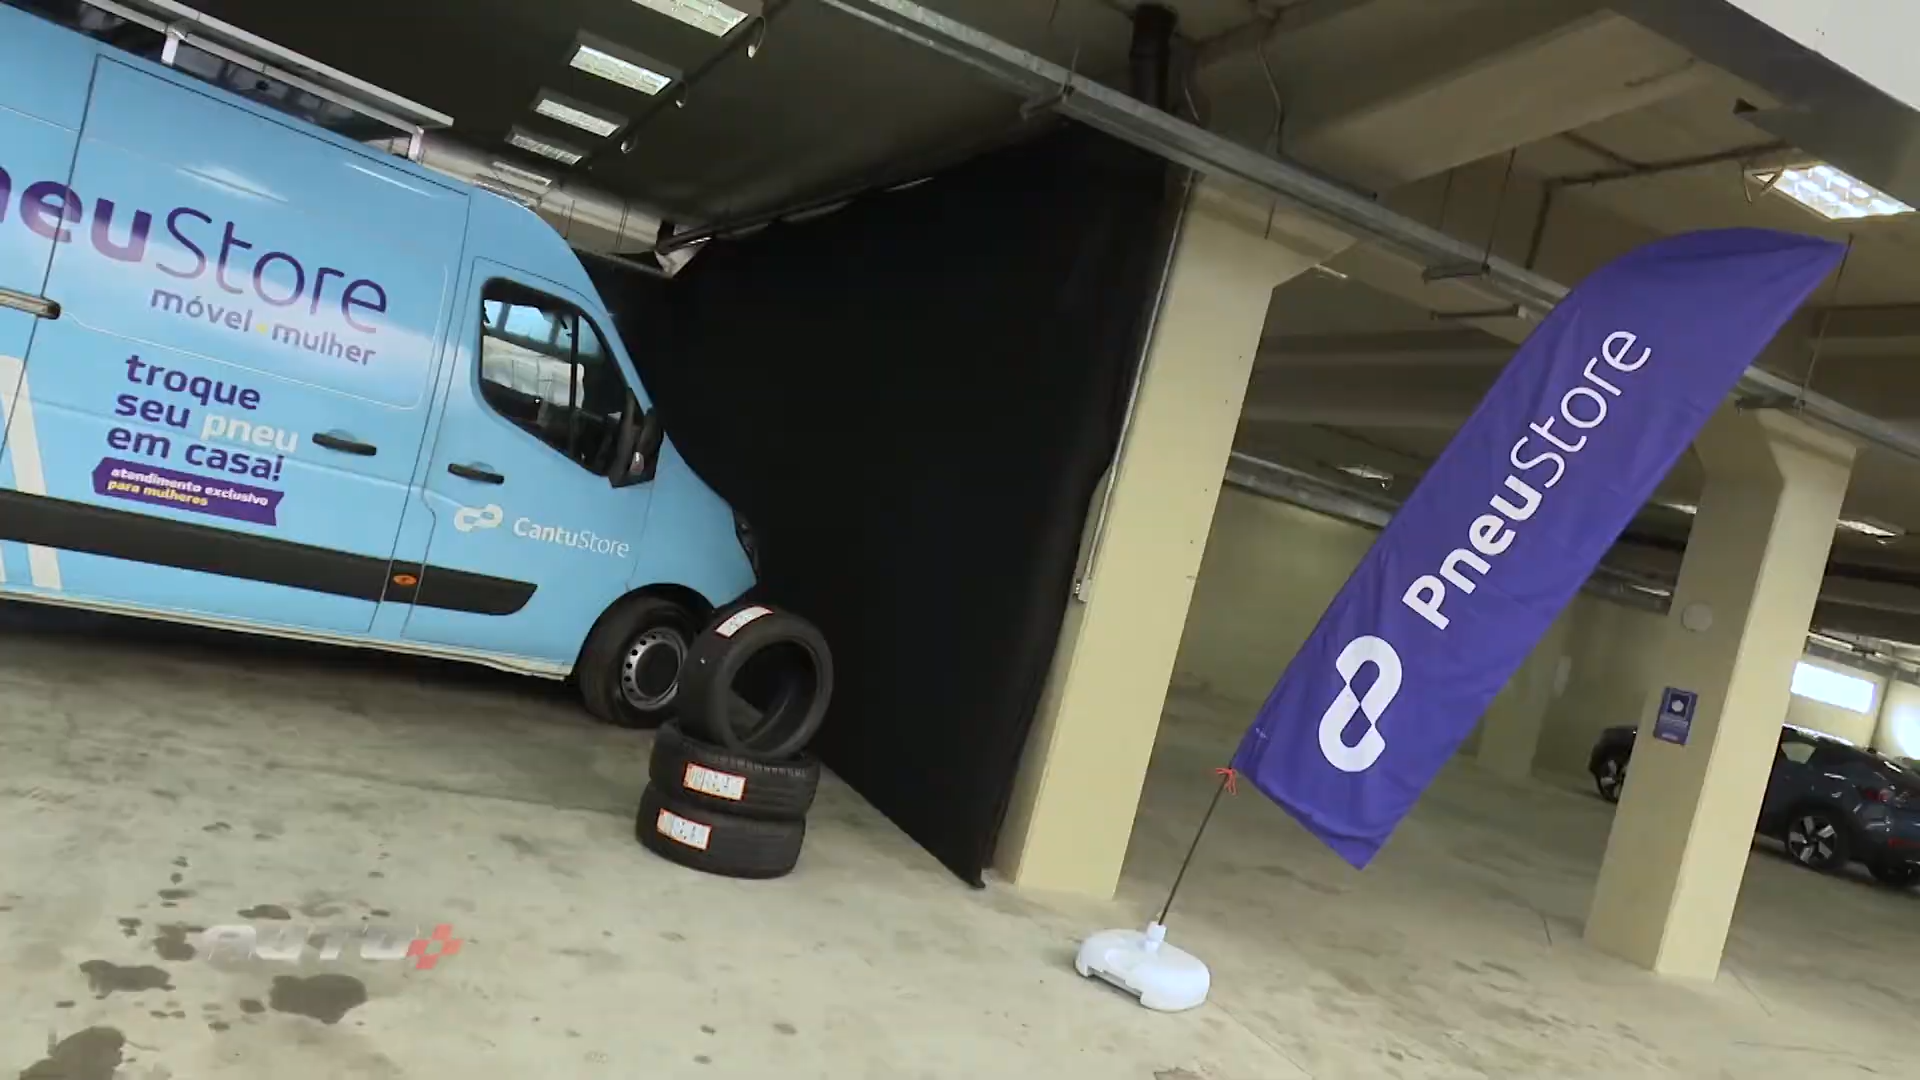 neuStore
móvel mulher
troque
seu pneu
em casa!
atendimento exclusivo
para mulheres
CantuStore
PneuStore
AUTO+